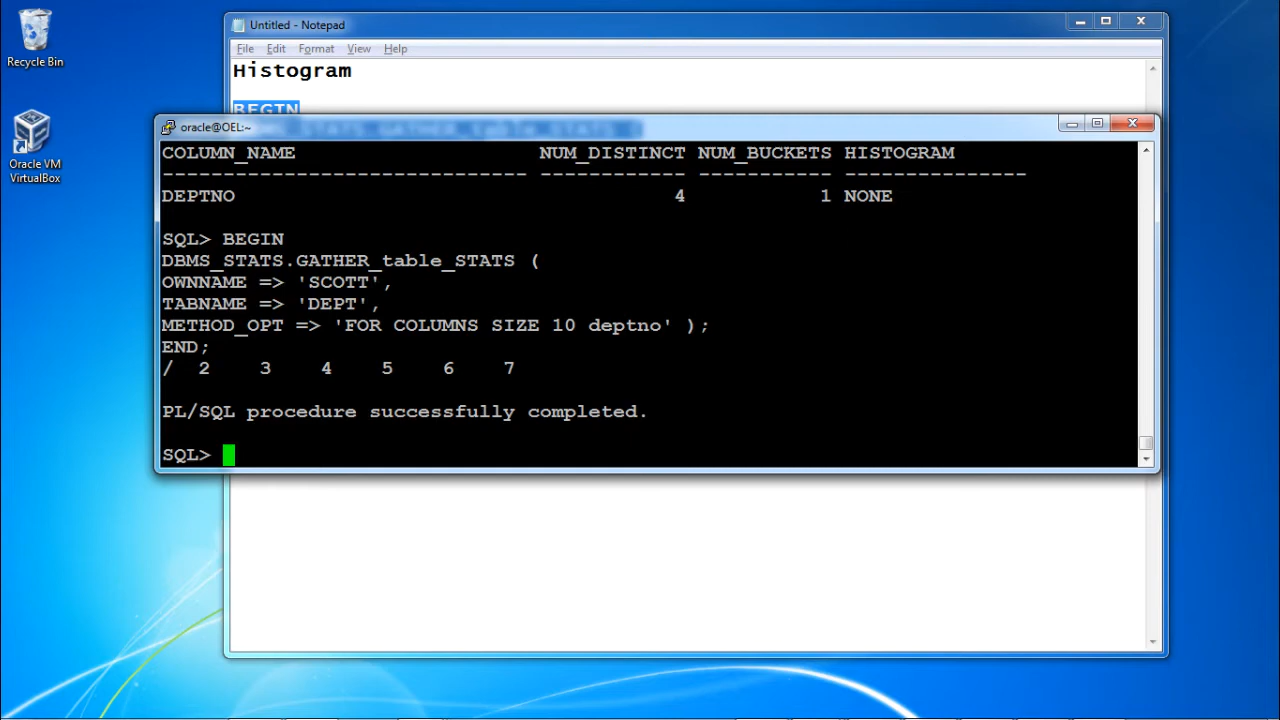 Recycle Bin
Oracle VM
VirtualBox
Untitled - Notepad
File Edit Format View Help
Histogram
BEGIN
oracle@OEL:~
COLUMN_NAME NUM_DISTINCT NUM_BUCKETS HISTOGRAM
------------------------------ ------------ ----------- ---------------
DEPTNO 4 1 NONE
SQL> BEGIN
DBMS_STATS.GATHER_table_STATS (
OWNNAME => 'SCOTT',
TABNAME => 'DEPT',
METHOD_OPT => 'FOR COLUMNS SIZE 10 deptno' );
END;
/ 2 3 4 5 6 7
PL/SQL procedure successfully completed.
SQL>